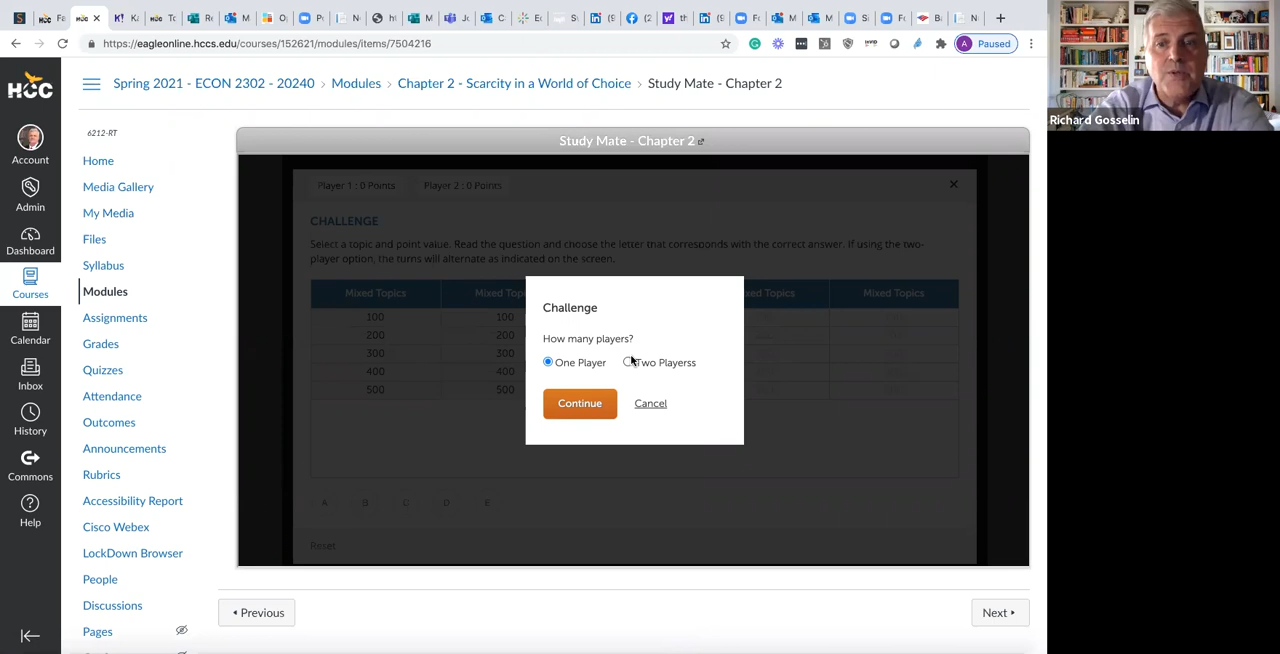 https://eagleonline.hccs.edu/courses/152621/modules/items/7504216
Paused
Richard Gosselin
HCC
Account
Admin
Dashboard
Courses
Calendar
Inbox
History
Commons
Help
Spring 2021 - ECON 2302 - 20240 › Modules › Chapter 2 - Scarcity in a World of Choice › Study Mate - Chapter 2
6212-RT
Home
Media Gallery
My Media
Files
Syllabus
Modules
Assignments
Grades
Quizzes
Attendance
Outcomes
Announcements
Rubrics
Accessibility Report
Cisco Webex
LockDown Browser
People
Discussions
Pages
Study Mate - Chapter 2
Player 1 : 0 Points Player 2 : 0 Points
CHALLENGE
Select a topic and point value. Read the question and choose the letter that corresponds with the correct answer. If using the two-
player option, the turns will alternate as indicated on the screen.
Mixed Topics Mixed Topics Mixed Topics
100 100
200 200
300 300
400 400
500 500
Challenge
How many players?
One Player Two Playerss
Continue Cancel
A B C D E
Reset
Previous Next